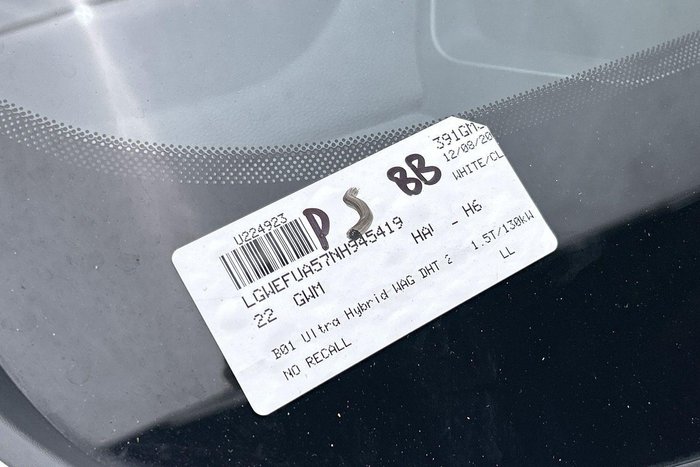 391GM
12/08/20
WHITE/CL
U224923
P S BB
LGWEFUA57NH945419
22 GWM HAV - H6
B01 Ultra Hybrid WAG DHT 2 1.5T/130kW
NO RECALL LL